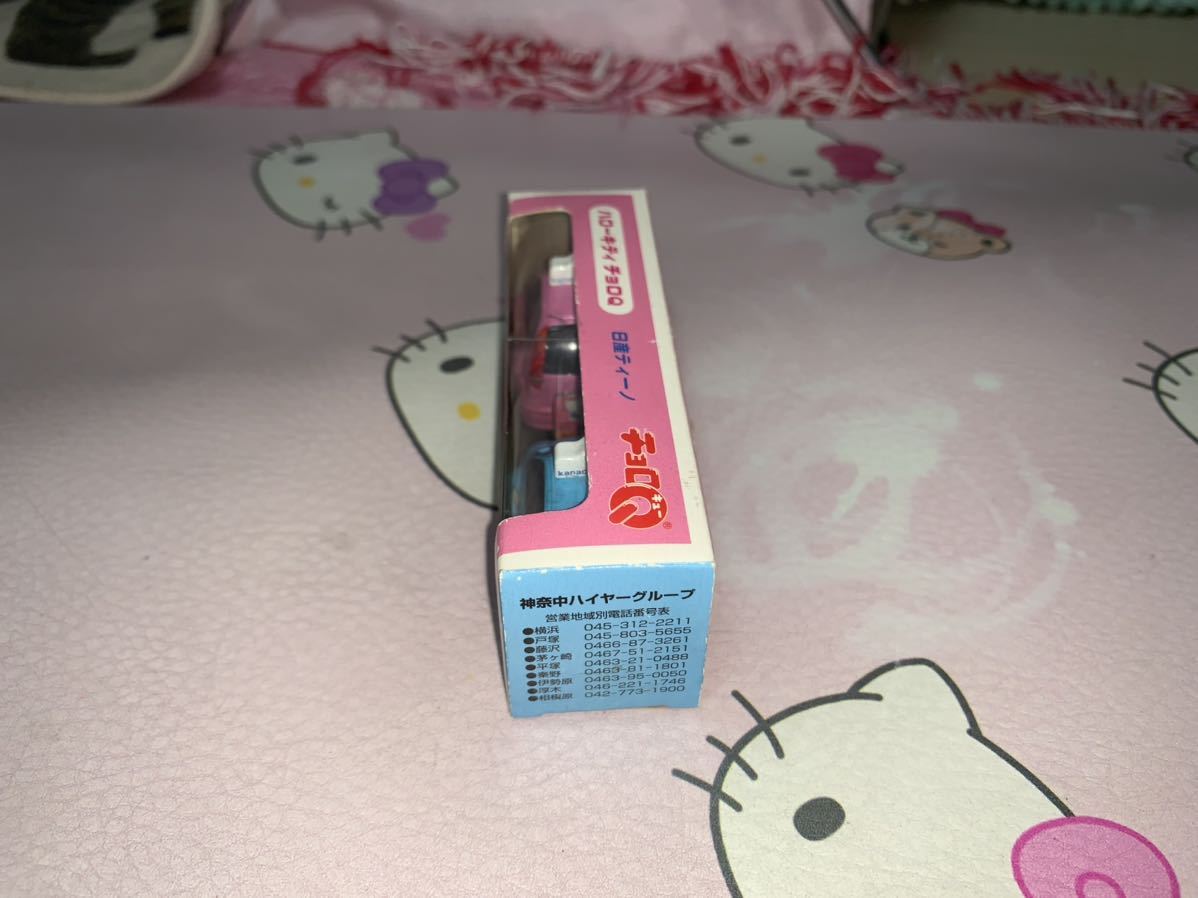 ハローキティ チョロQ
日産ティーノ
チョロQ
キュー
®
kana
kanac
神奈中ハイヤーグループ
営業地域別電話番号表
●横浜 045-312-2211
●戸塚 045-803-5655
●藤沢 0466-87-3261
●茅ヶ崎 0467-51-2151
●平塚 0463-21-0488
●秦野 0463-81-1801
●伊勢原 0463-95-0050
●厚木 046-221-1746
●相模原 042-773-1900